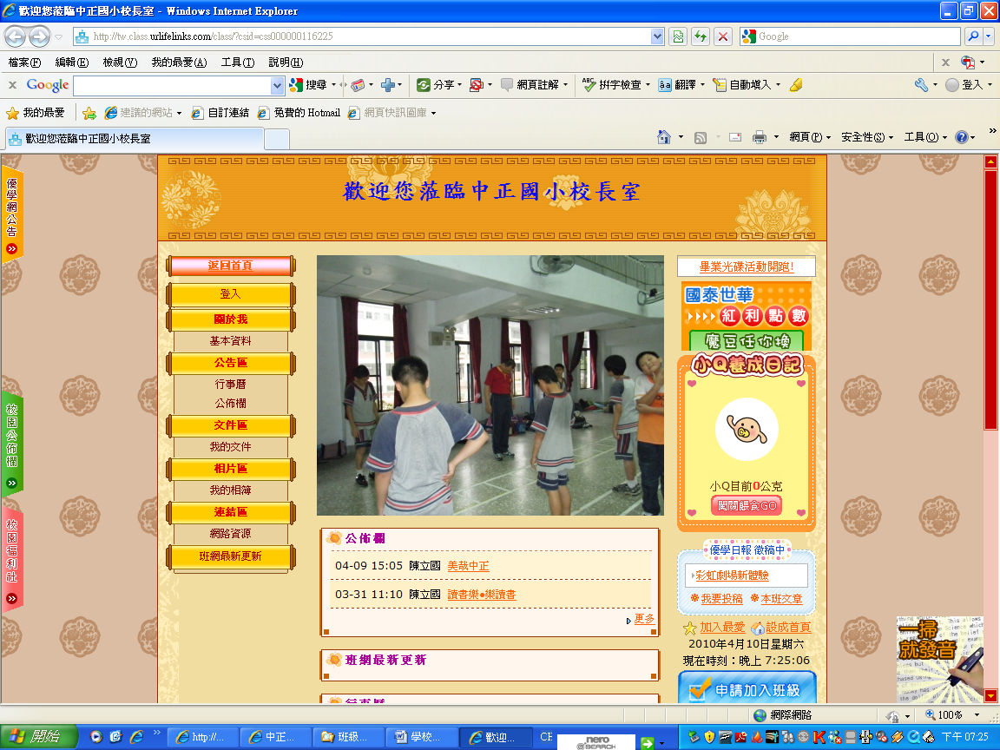 歡迎您蒞臨中正國小校長室 - Windows Internet Explorer
http://tw.class.urlifelinks.com/class/?csid=css000000116225
Google
檔案(F) 編輯(E) 檢視(V) 我的最愛(A) 工具(T) 說明(H)
Google 搜尋 分享 網頁註解 拼字檢查 翻譯 自動填入 登入
我的最愛 建議的網站 自訂連結 免費的 Hotmail 網頁快訊圖庫
歡迎您蒞臨中正國小校長室
網頁(P) 安全性(S) 工具(O)
優學網公告
校園公佈欄
校園福利社
歡迎您蒞臨中正國小校長室
返回首頁
登入
關於我
基本資料
公告區
行事曆
公佈欄
文件區
我的文件
相片區
我的相簿
連結區
網路資源
班網最新更新
公佈欄
04-09 15:05 陳立國 美哉中正
03-31 11:10 陳立國 讀書樂●樂讀書
更多
班網最新更新
行事曆
畢業光碟活動開跑!
國泰世華
紅利點數
魔豆任你換
小Q養成日記
小Q目前0公克
闖關餵食GO
優學日報 徵稿中
彩虹劇場新體驗
我要投稿 本班文章
加入最愛 設成首頁
2010年4月10日星期六
現在時刻：晚上 7:25:06
申請加入班級
一掃
就發音
網際網路 100%
開始 http://... 中正... 班級... 學校... 歡迎... CH nero @SEARCH 下午 07:25